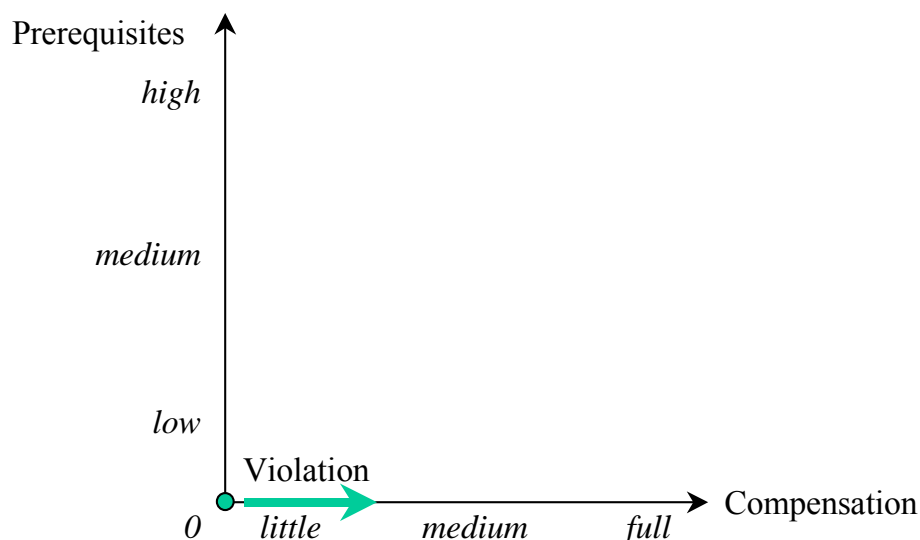 Prerequisites
high
medium
low
Violation
Compensation
0 little medium full